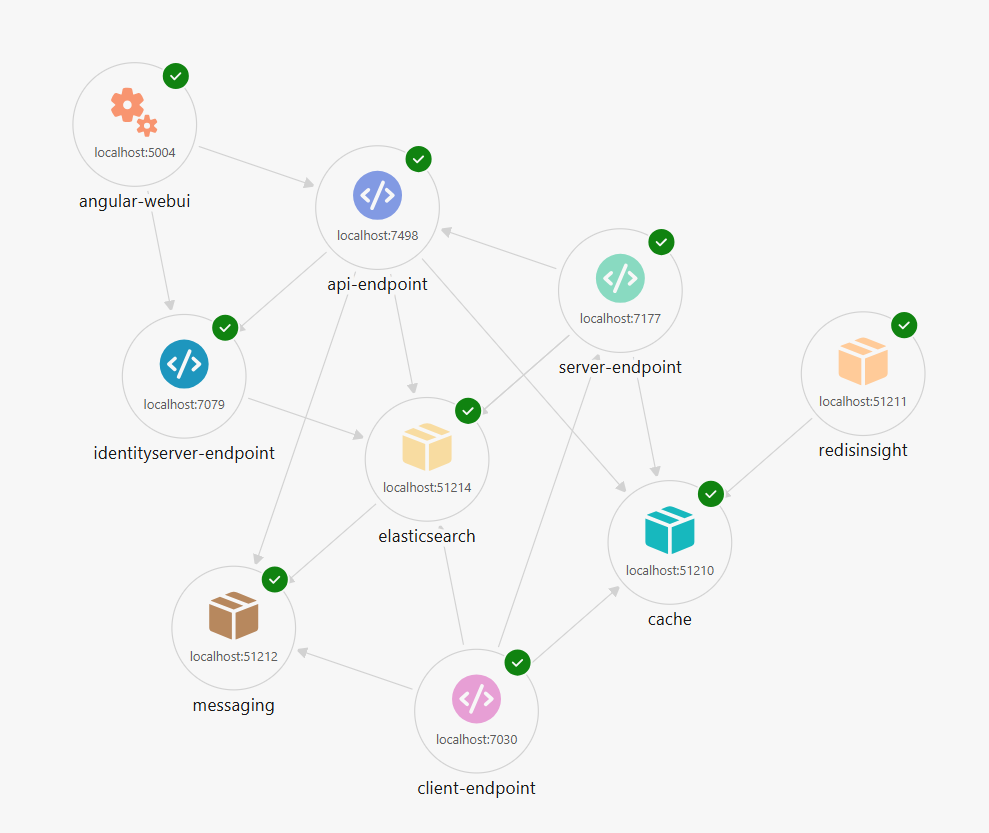 localhost:5004
angular-webui
localhost:7498
api-endpoint
localhost:7177
server-endpoint
localhost:51211
redisinsight
localhost:7079
identityserver-endpoint
localhost:51214
elasticsearch
localhost:51210
cache
localhost:51212
messaging
localhost:7030
client-endpoint